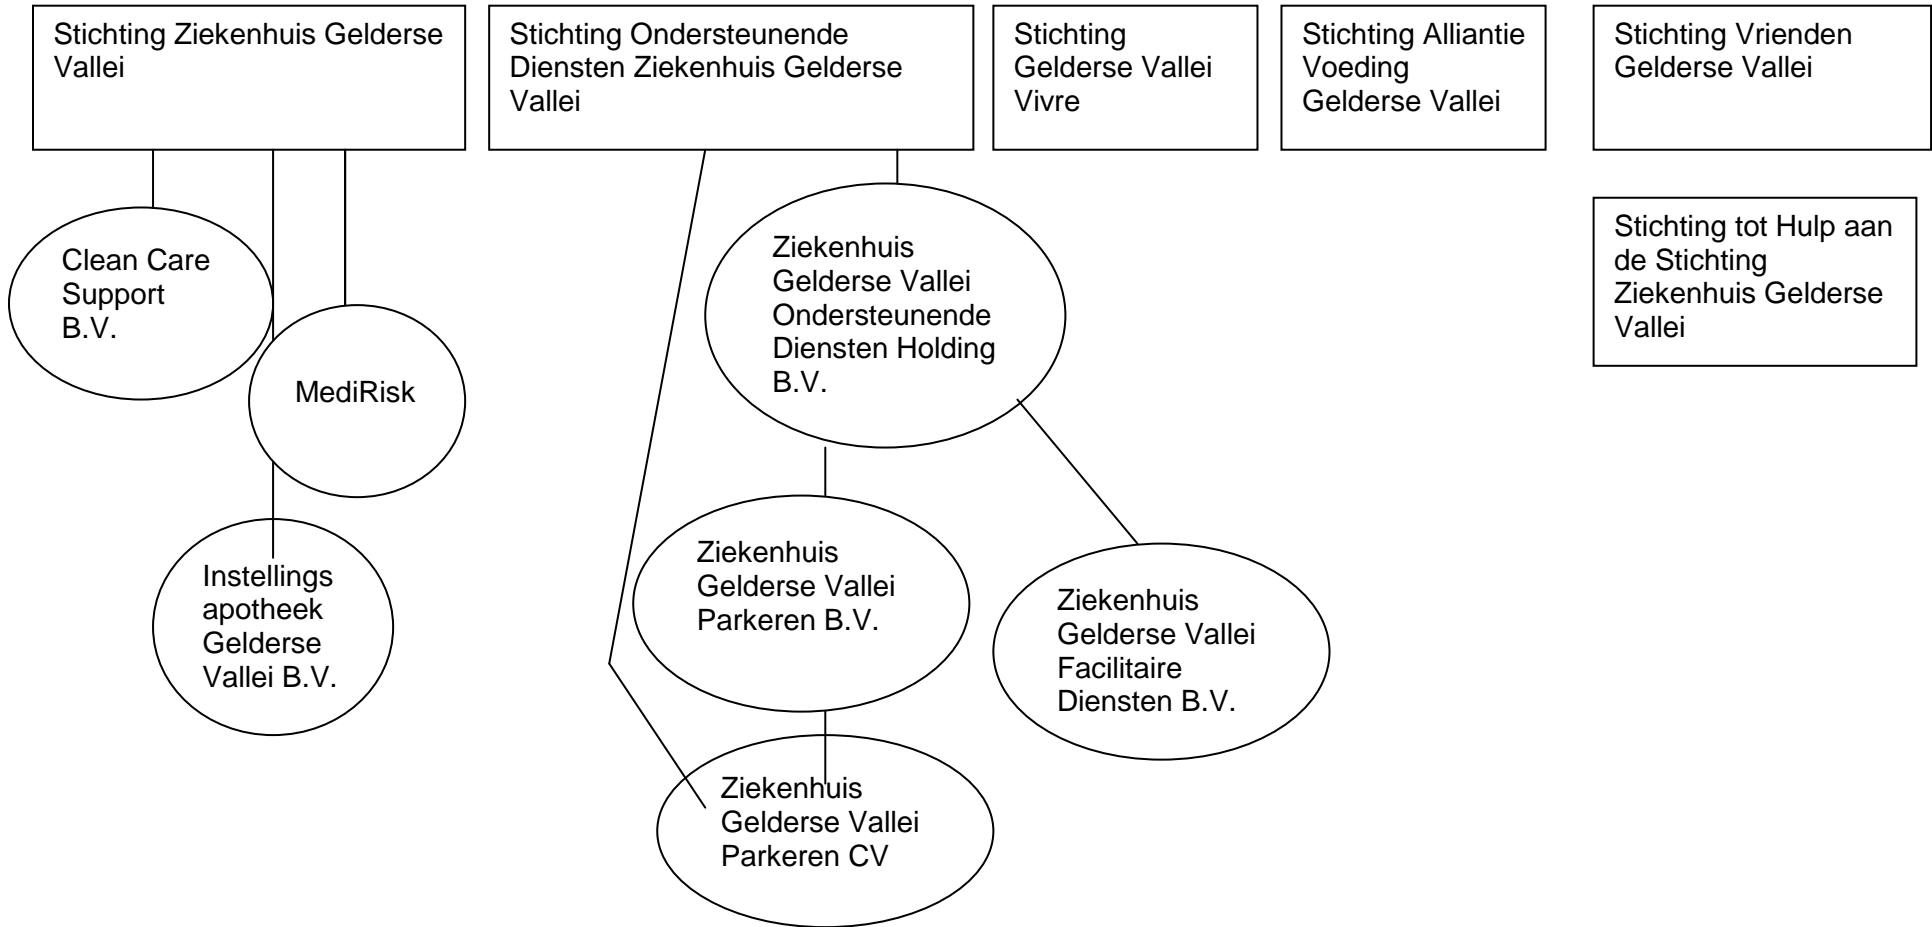 Stichting Ziekenhuis Gelderse
Vallei
Stichting Ondersteunende
Diensten Ziekenhuis Gelderse
Vallei
Stichting
Gelderse Vallei
Vivre
Stichting Alliantie
Voeding
Gelderse Vallei
Stichting Vrienden
Gelderse Vallei
Stichting tot Hulp aan
de Stichting
Ziekenhuis Gelderse
Vallei
Clean Care
Support
B.V.
MediRisk
Instellings
apotheek
Gelderse
Vallei B.V.
Ziekenhuis
Gelderse Vallei
Ondersteunende
Diensten Holding
B.V.
Ziekenhuis
Gelderse Vallei
Parkeren B.V.
Ziekenhuis
Gelderse Vallei
Facilitaire
Diensten B.V.
Ziekenhuis
Gelderse Vallei
Parkeren CV